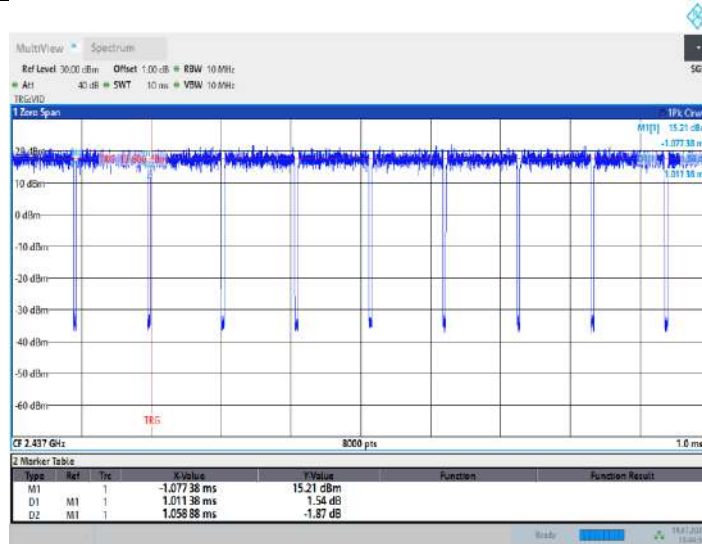 MultiView Spectrum
Ref Level 30.00 dBm Offset 1.00 dB RBW 10 MHz
Att 40 dB SWT 10 ms VBW 10 MHz
TRG:VID
SG
1 Zero Span 1Pk Clrw
M1[1] 15.21 dBm
-1.077 38 m
1.011 38 m
20 dBm
10 dBm
0 dBm
-10 dBm
-20 dBm
-30 dBm
-40 dBm
-50 dBm
-60 dBm
TRG
CF 2.437 GHz 8000 pts 1.0 ms
2 Marker Table
Type Ref Trc X-Value Y-Value Function Function Result
M1 1 -1.077 38 ms 15.21 dBm
D1 M1 1 1.011 38 ms 1.54 dB
D2 M1 1 1.058 88 ms -1.87 dB
Ready